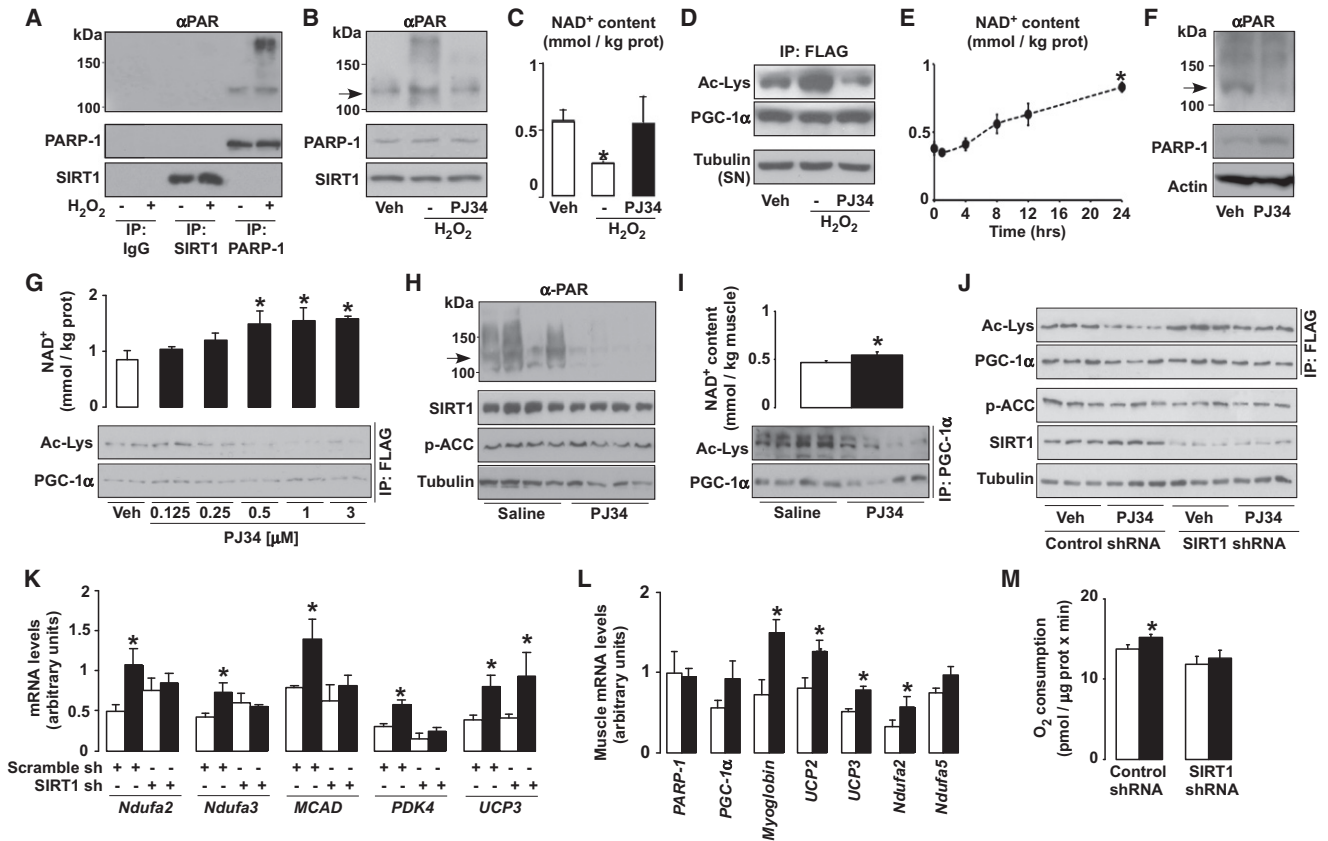 A
αPAR
kDa
150
100
PARP-1
SIRT1
H2O2
- + - + - +
IP: IgG
IP: SIRT1
IP: PARP-1
B
αPAR
kDa
150
100
PARP-1
SIRT1
Veh - PJ34
H2O2
C
NAD+ content
(mmol / kg prot)
1
0.5
0
*
Veh - PJ34
H2O2
D
IP: FLAG
Ac-Lys
PGC-1α
Tubulin
(SN)
Veh - PJ34
H2O2
E
NAD+ content
(mmol / kg prot)
1
0.5
0
*
0 4 8 12 16 20 24
Time (hrs)
F
αPAR
kDa
150
100
PARP-1
Actin
Veh PJ34
G
NAD+
(mmol / kg prot)
2
1
0
* * *
Ac-Lys
PGC-1α
IP: FLAG
Veh 0.125 0.25 0.5 1 3
PJ34 [μM]
H
α-PAR
kDa
150
100
SIRT1
p-ACC
Tubulin
Saline PJ34
I
NAD+ content
(mmol / kg muscle)
1
0.5
0
*
Ac-Lys
PGC-1α
IP: PGC-1α
Saline PJ34
J
Ac-Lys
PGC-1α
IP: FLAG
p-ACC
SIRT1
Tubulin
Veh PJ34 Veh PJ34
Control shRNA SIRT1 shRNA
K
mRNA levels
(arbitrary units)
2
1.5
1
0.5
0
* * * * * *
Scramble sh + + - - + + - - + + - - + + - - + + - -
SIRT1 sh - - + + - - + + - - + + - - + + - - + +
Ndufa2 Ndufa3 MCAD PDK4 UCP3
L
Muscle mRNA levels
(arbitrary units)
2
1
0
* * * *
PARP-1
PGC-1α
Myoglobin
UCP2
UCP3
Ndufa2
Ndufa5
M
O2 consumption
(pmol / μg prot x min)
20
10
0
*
Control
shRNA
SIRT1
shRNA